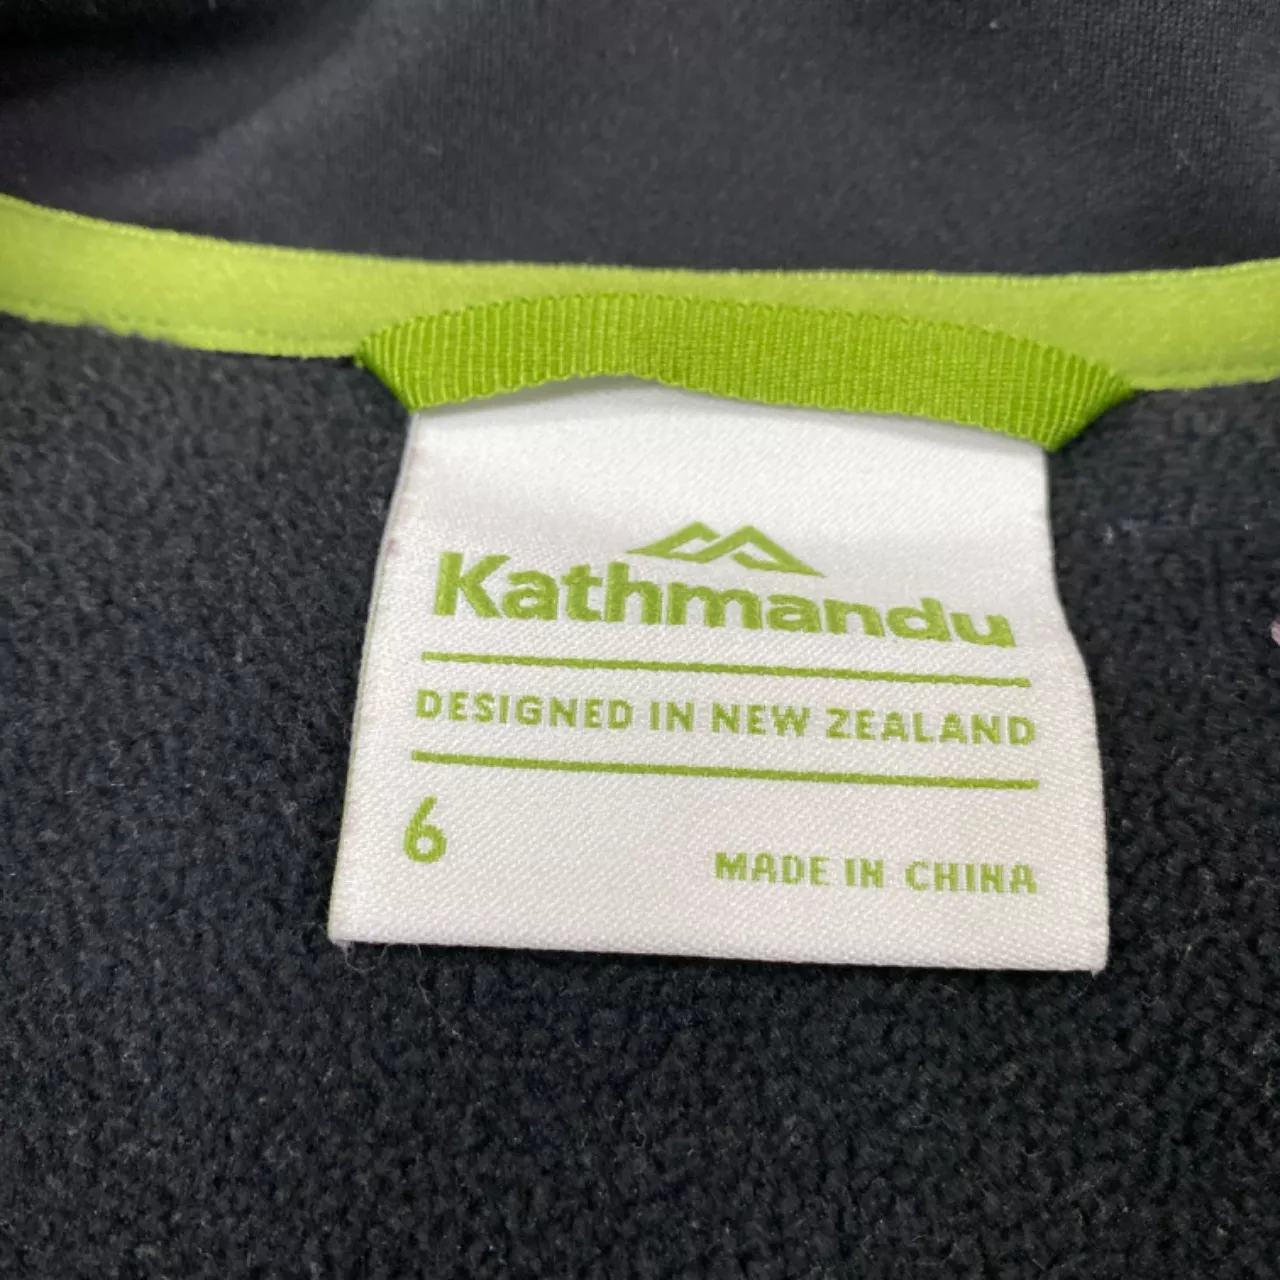 Kathmandu
DESIGNED IN NEW ZEALAND
6
MADE IN CHINA